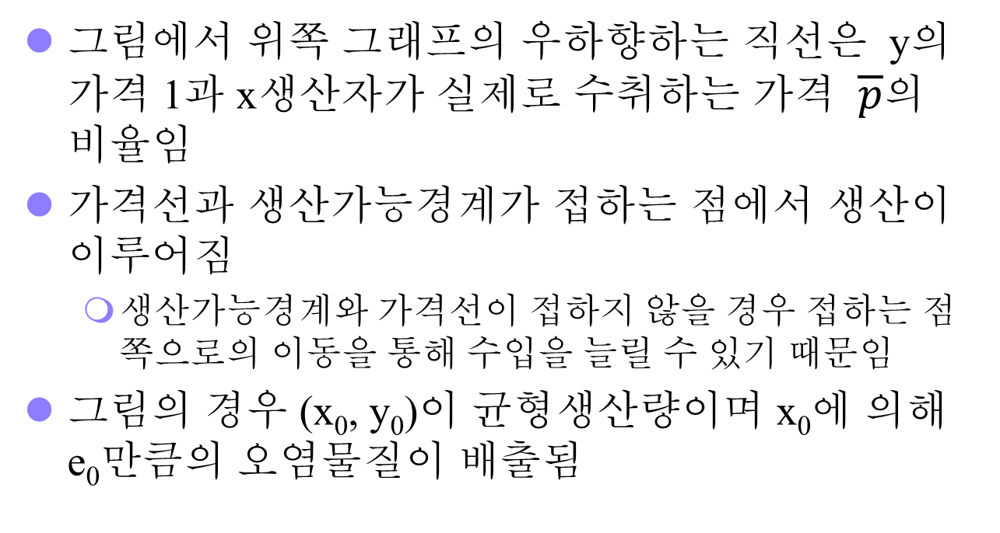 그림에서 위쪽 그래프의 우하향하는 직선은 y의
가격 1과 x생산자가 실제로 수취하는 가격 p̅의
비율임
가격선과 생산가능경계가 접하는 점에서 생산이
이루어짐
생산가능경계와 가격선이 접하지 않을 경우 접하는 점
쪽으로의 이동을 통해 수입을 늘릴 수 있기 때문임
그림의 경우 (x₀, y₀)이 균형생산량이며 x₀에 의해
e₀만큼의 오염물질이 배출됨